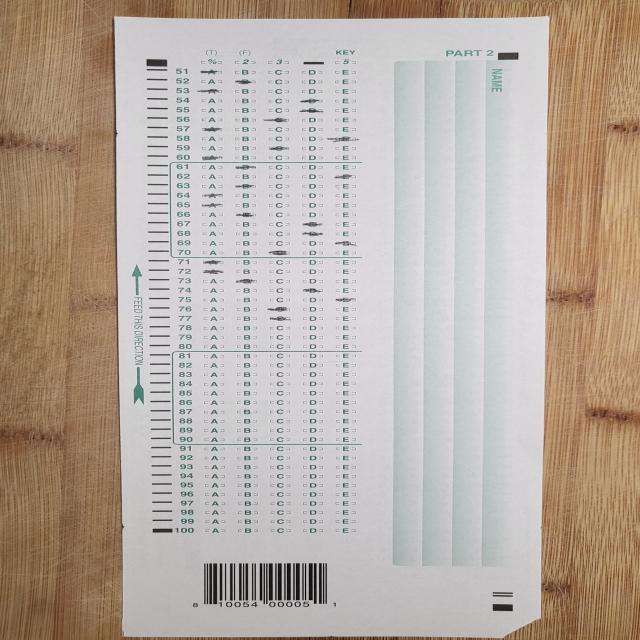 (T) (F) KEY
% 2 3 5
51 B C D E
52 A C D E
53 B C D E
54 A B C E
55 A B C E
56 A B D E
57 B C D E
58 A B C D
59 A B D E
60 B C D E
61 A C D E
62 A B C D
63 A C D E
64 B C D E
65 B C D E
66 A C D E
67 A B C E
68 A B C E
69 A B C D
70 A B D E
71 B C D E
72 B C D E
73 A C D E
74 A B C E
75 A B C D
76 A B D E
77 A B D E
78 A B C D E
79 A B C D E
80 A B C D E
81 A B C D E
82 A B C D E
83 A B C D E
84 A B C D E
85 A B C D E
86 A B C D E
87 A B C D E
88 A B C D E
89 A B C D E
90 A B C D E
91 A B C D E
92 A B C D E
93 A B C D E
94 A B C D E
95 A B C D E
96 A B C D E
97 A B C D E
98 A B C D E
99 A B C D E
100 A B C D E
FEED THIS DIRECTION
PART 2
NAME
8 10054 00005 1